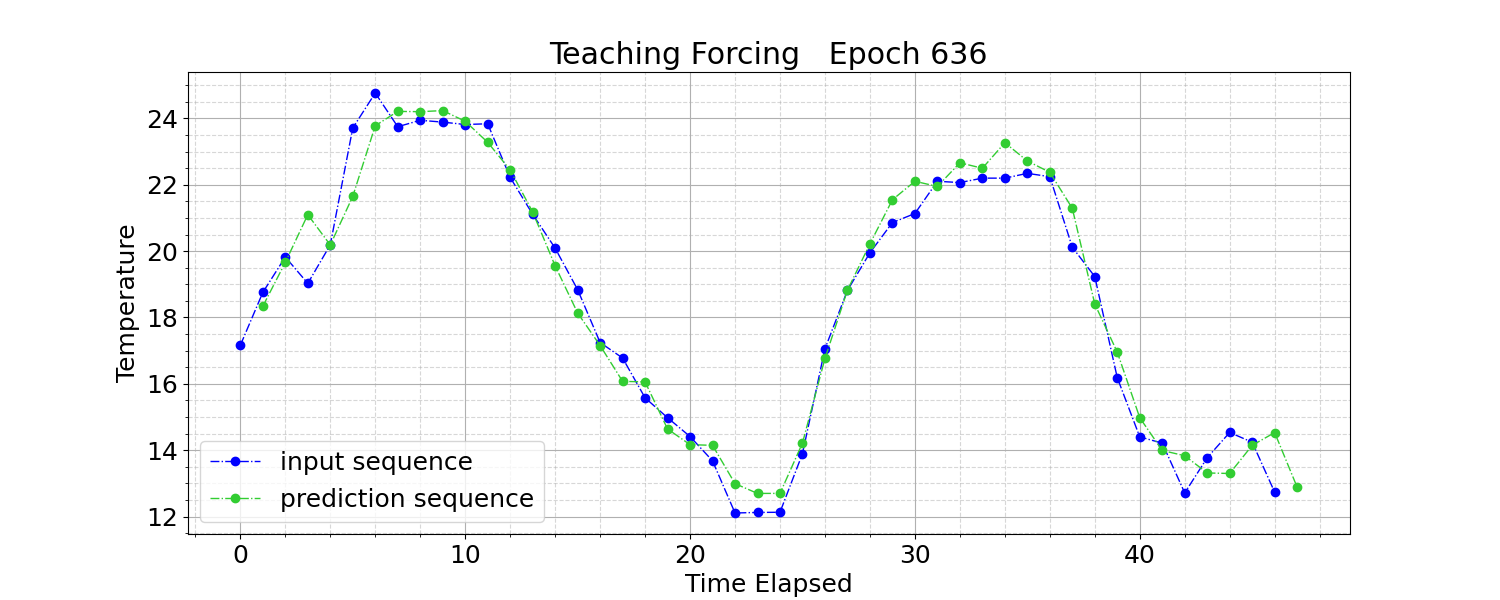 Teaching Forcing   Epoch 636
Temperature
24
22
20
18
16
14
12
input sequence
prediction sequence
0 10 20 30 40
Time Elapsed